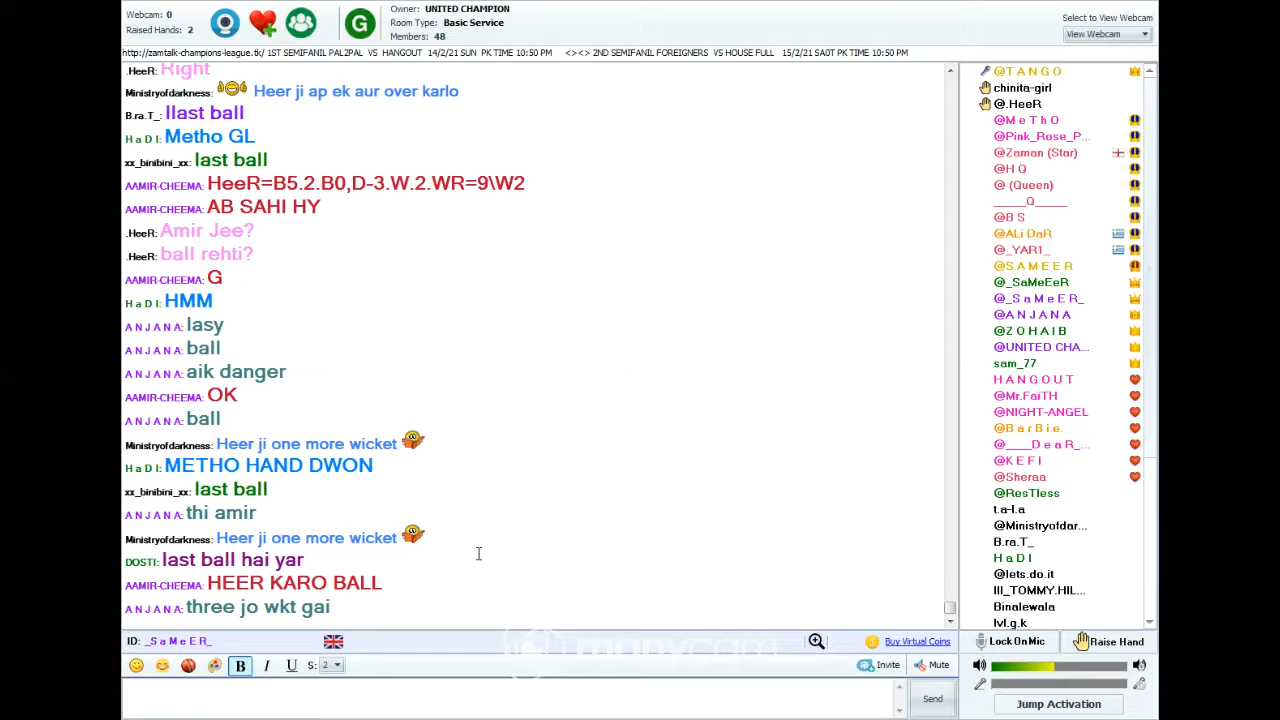 Webcam: 0
Raised Hands: 2
Owner: UNITED CHAMPION
Room Type: Basic Service
Members: 48
Select to View Webcam
View Webcam
http://zamtalk-champions-league.tk/ 1ST SEMIFANIL PAL2PAL VS HANGOUT 14/2/21 SUN PK TIME 10:50 PM <><> 2ND SEMIFANIL FOREIGNERS VS HOUSE FULL 15/2/21 SA0T PK TIME 10:50 PM
.HeeR: Right
Ministryofdarkness: Heer ji ap ek aur over karlo
B.ra.T_: llast ball
H a D I: Metho GL
xx_binibini_xx: last ball
AAMIR-CHEEMA: HeeR=B5.2.B0,D-3.W.2.WR=9\W2
AAMIR-CHEEMA: AB SAHI HY
.HeeR: Amir Jee?
.HeeR: ball rehti?
AAMIR-CHEEMA: G
H a D I: HMM
A N J A N A: lasy
A N J A N A: ball
A N J A N A: aik danger
AAMIR-CHEEMA: OK
A N J A N A: ball
Ministryofdarkness: Heer ji one more wicket
H a D I: METHO HAND DWON
xx_binibini_xx: last ball
A N J A N A: thi amir
Ministryofdarkness: Heer ji one more wicket
DOSTI: last ball hai yar
AAMIR-CHEEMA: HEER KARO BALL
A N J A N A: three jo wkt gai
@T A N G O
chinita-girl
@.HeeR
@M e T h O
@Pink_Rose_P...
@Zaman (Star)
@H Q
@ (Queen)
_____Q_____
@B S
@ALi DaR
@_YAR1_
@S A M E E R
@_SaMeEeR
@_S a M e E R_
@A N J A N A
@Z O H A I B
@UNITED CHA...
sam_77
H A N G O U T
@Mr.FaiTH
@NIGHT-ANGEL
@B a r B i e.
@____D e a R_...
@K E F I
@Sheraa
@ResTless
t.a-l.a
@Ministryofdar...
B.ra.T_
H a D I
@lets.do.it
III_TOMMY.HIL...
Binalewala
lvl.g.k
ID: _S a M e E R_
Buy Virtual Coins
Lock On Mic
Raise Hand
B I U S: 2
Invite
Mute
Send
Jump Activation